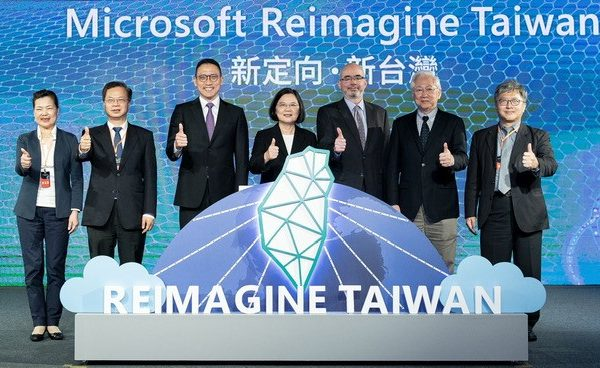 Microsoft Reimagine Taiwan
新定向·新台灣
REIMAGINE TAIWAN